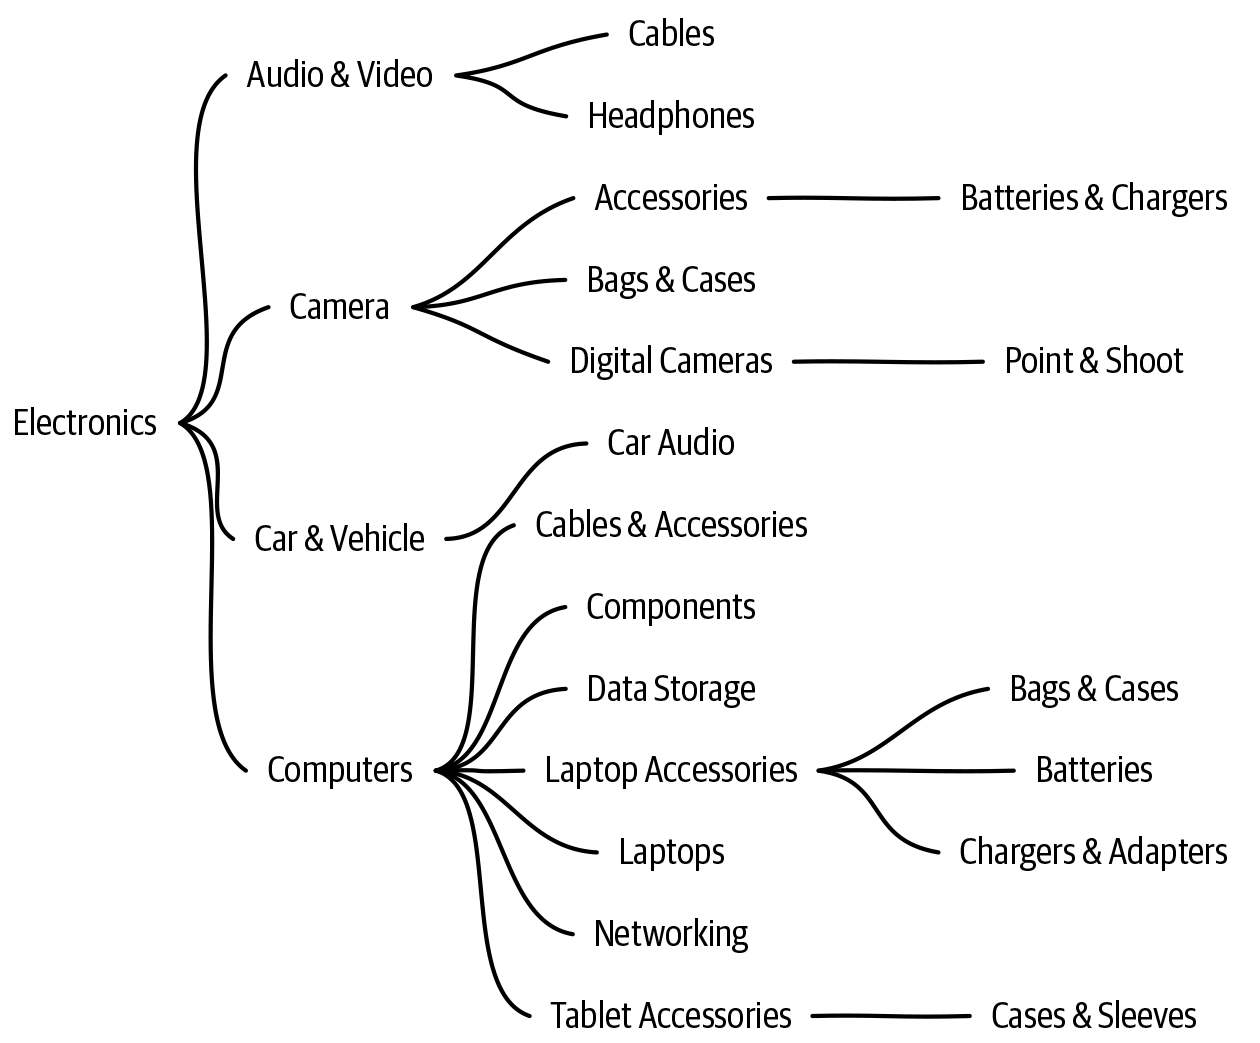 Electronics
Audio & Video
Cables
Headphones
Camera
Accessories
Batteries & Chargers
Bags & Cases
Digital Cameras
Point & Shoot
Car & Vehicle
Car Audio
Computers
Cables & Accessories
Components
Data Storage
Laptop Accessories
Bags & Cases
Batteries
Chargers & Adapters
Laptops
Networking
Tablet Accessories
Cases & Sleeves